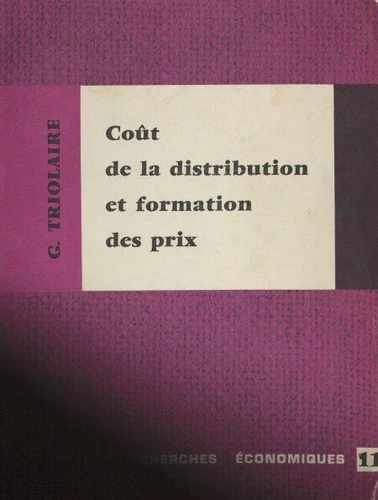 G. TRIOLAIRE
Coût
de la distribution
et formation
des prix
ÉCONOMIQUES 11